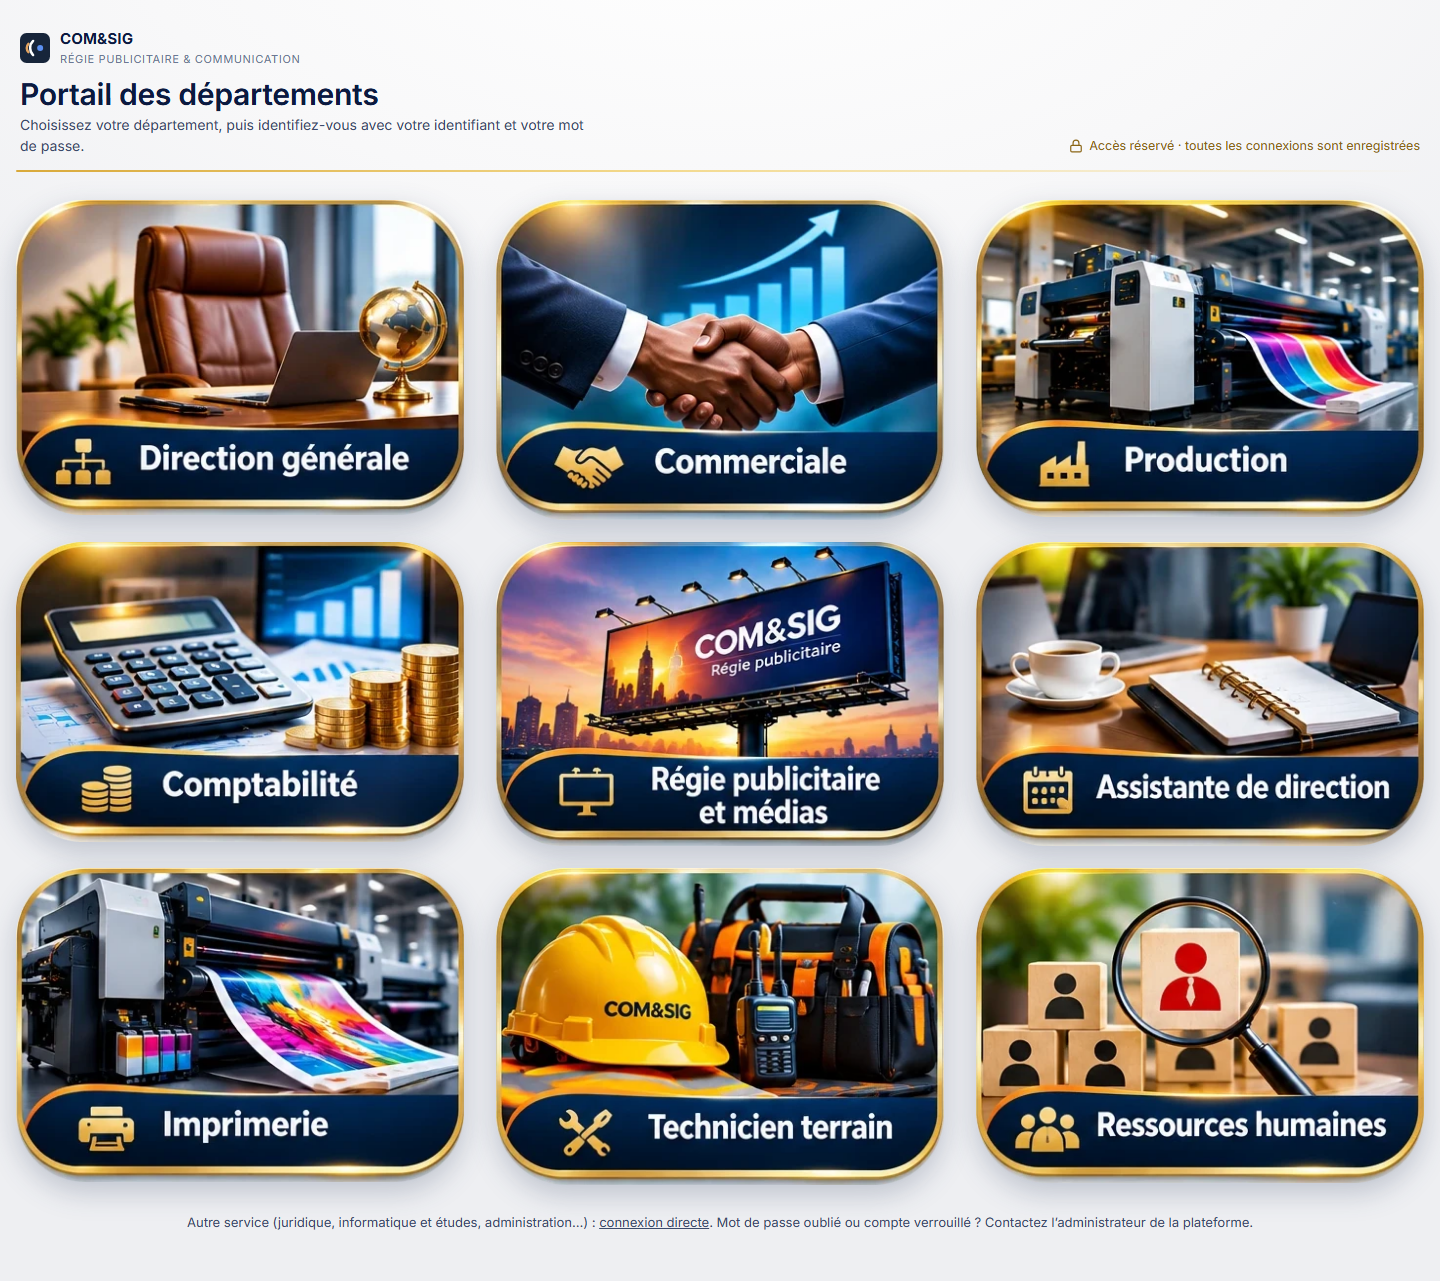 COM&SIG
RÉGIE PUBLICITAIRE & COMMUNICATION
Portail des départements
Choisissez votre département, puis identifiez-vous avec votre identifiant et votre mot
de passe.
Accès réservé · toutes les connexions sont enregistrées
Direction générale
Commerciale
Production
Comptabilité
COM&SIG
Régie publicitaire
Régie publicitaire
et médias
Assistante de direction
Imprimerie
COM&SIG
Technicien terrain
Ressources humaines
Autre service (juridique, informatique et études, administration…) : connexion directe. Mot de passe oublié ou compte verrouillé ? Contactez l’administrateur de la plateforme.